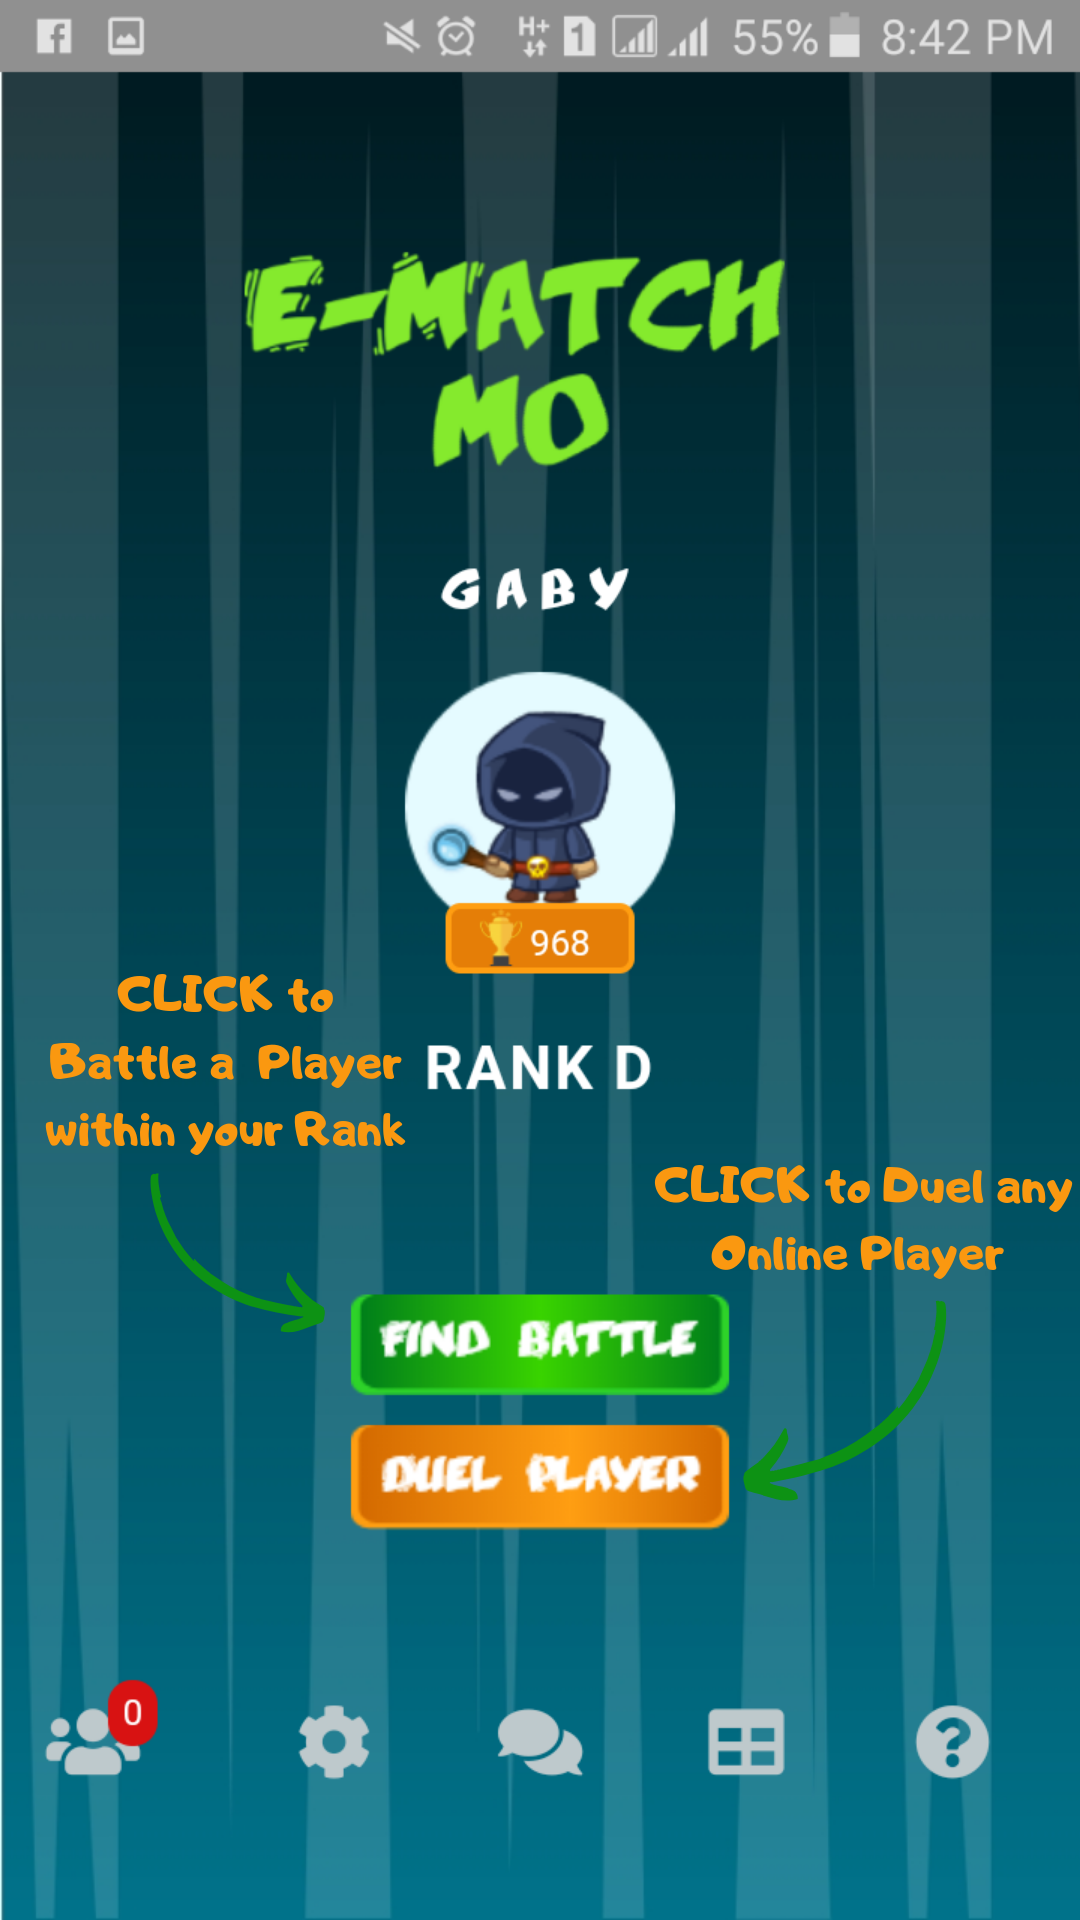 H+ 1 55% 8:42 PM
E-MATCH
MO
GABY
968
CLICK to
Battle a Player
within your Rank
RANK D
CLICK to Duel any
Online Player
FIND BATTLE
DUEL PLAYER
0